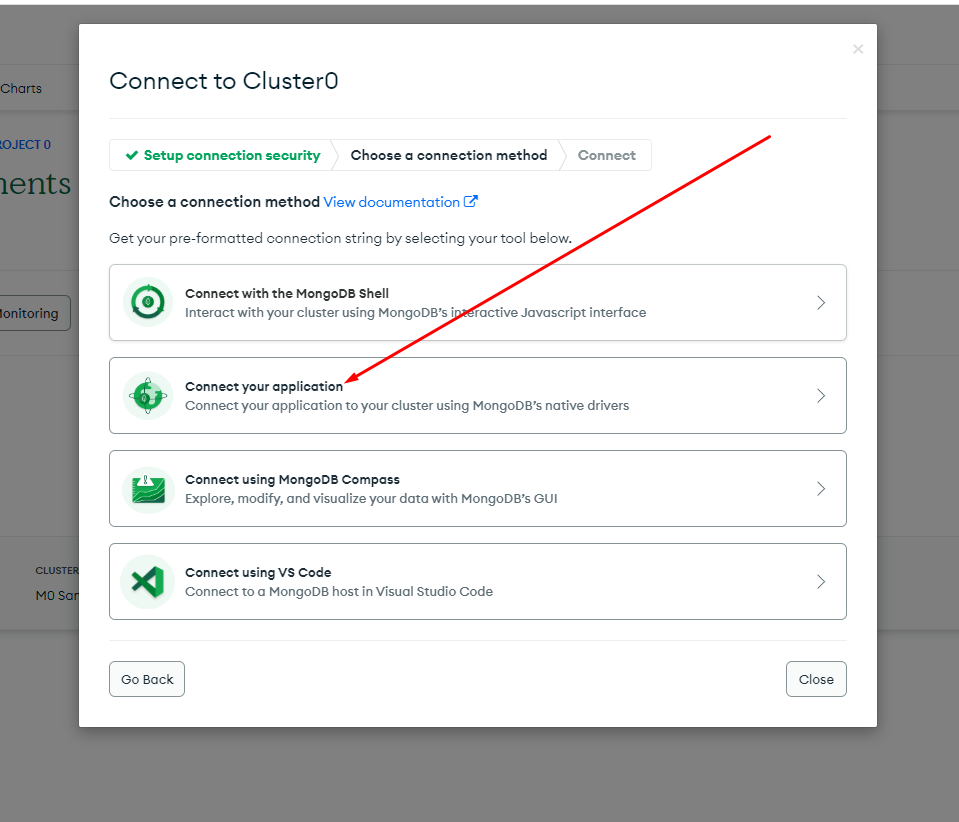 ×
Connect to Cluster0
Charts
ROJECT 0
Setup connection security
Choose a connection method
Connect
nents
Choose a connection method View documentation
Get your pre-formatted connection string by selecting your tool below.
Connect with the MongoDB Shell
Interact with your cluster using MongoDB's interactive Javascript interface
Monitoring
Connect your application
Connect your application to your cluster using MongoDB's native drivers
Connect using MongoDB Compass
Explore, modify, and visualize your data with MongoDB's GUI
Connect using VS Code
Connect to a MongoDB host in Visual Studio Code
CLUSTER
M0 San
Go Back
Close